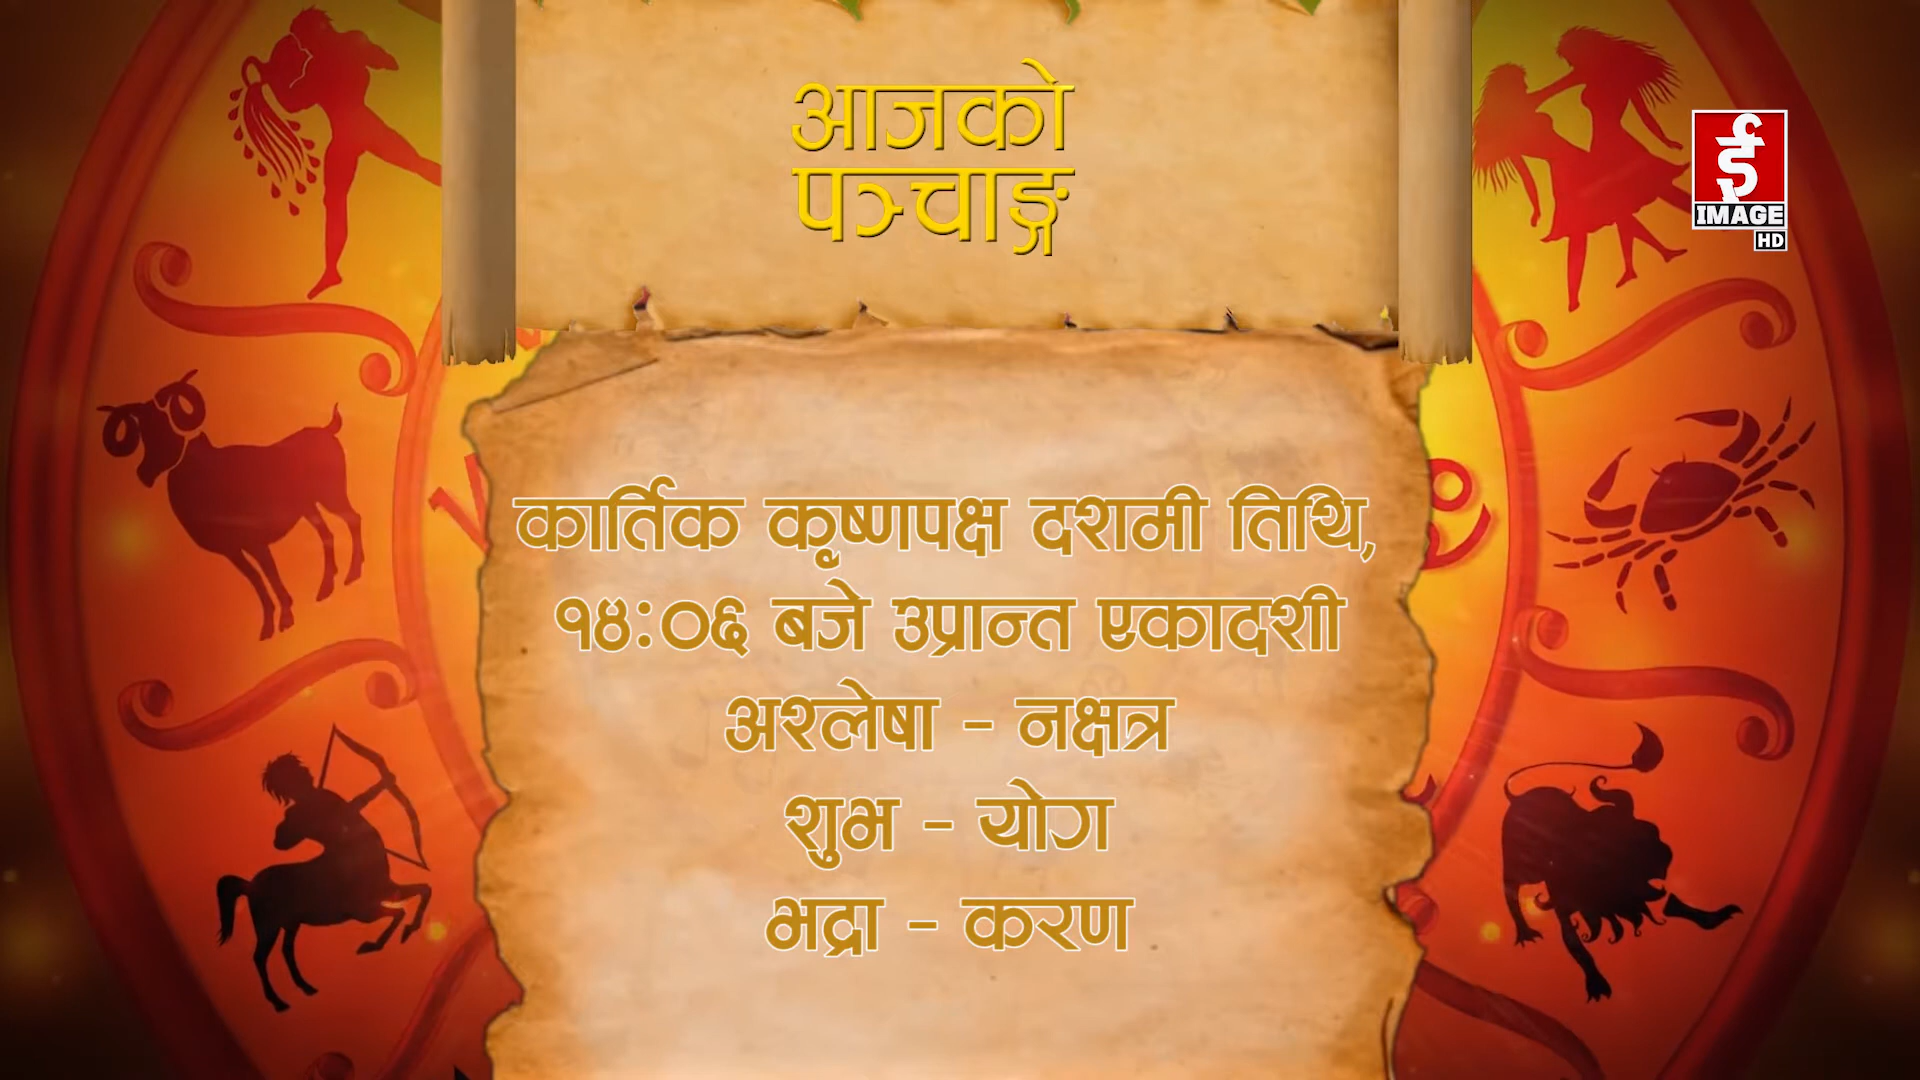 आजको
पञ्चाङ्ग
IMAGE
HD
कार्तिक कृष्णपक्ष दशमी तिथि,
१४:०६ बजे उप्रान्त एकादशी
अश्लेषा - नक्षत्र
शुभ - योग
भद्रा - करण